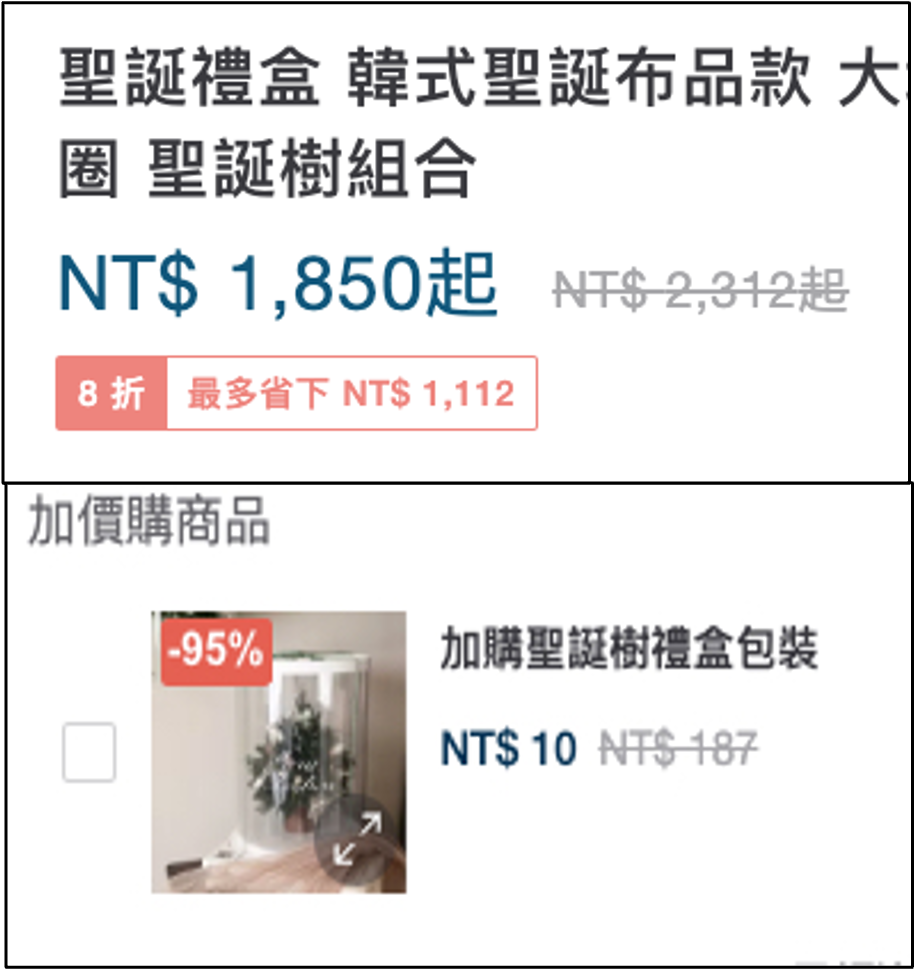 聖誕禮盒 韓式聖誕布品款 大
圈 聖誕樹組合
NT$ 1,850起 NT$ 2,312起
8 折 最多省下 NT$ 1,112
加價購商品
-95%
加購聖誕樹禮盒包裝
NT$ 10 NT$ 187